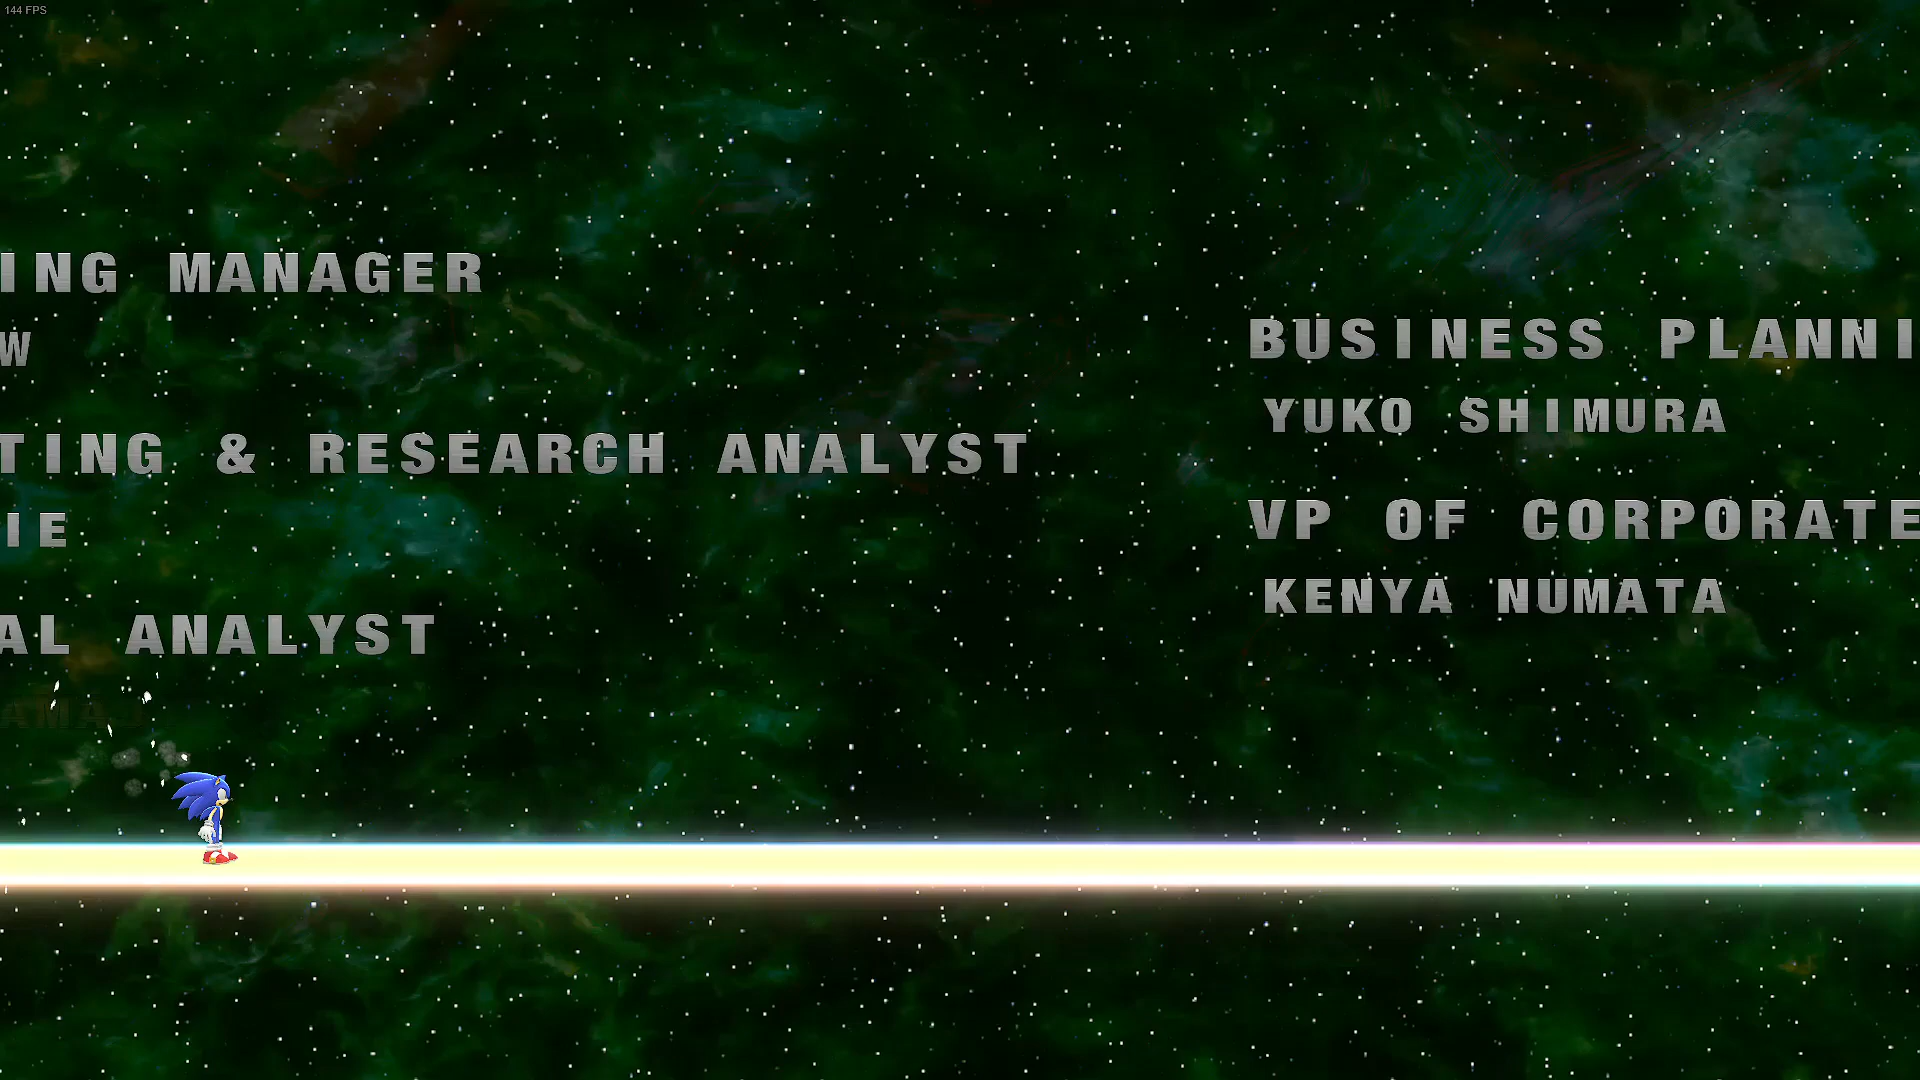 144 FPS
ING MANAGER
W
TING & RESEARCH ANALYST
IE
AL ANALYST
AMA
BUSINESS PLANNI
YUKO SHIMURA
VP OF CORPORATE
KENYA NUMATA